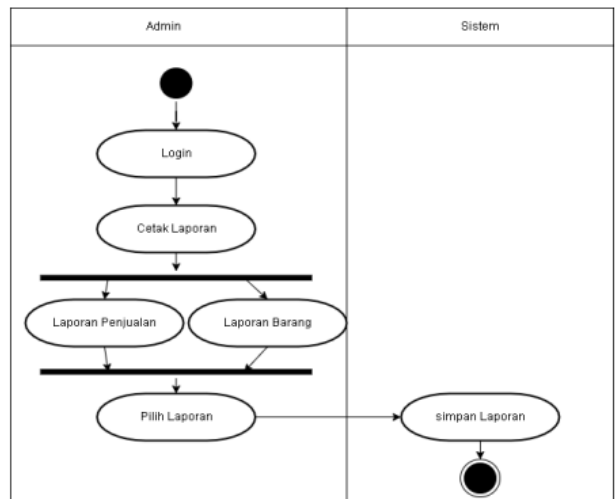 Admin
Sistem
Login
Cetak Laporan
Laporan Penjualan
Laporan Barang
Pilih Laporan
simpan Laporan